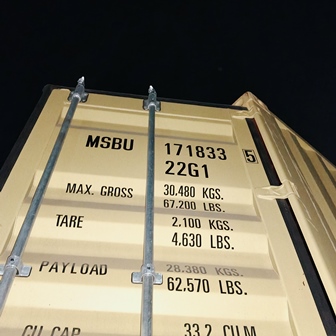 MSBU 171833 5
22G1
MAX. GROSS 30.480 KGS.
67.200 LBS.
TARE 2.100 KGS.
4,630 LBS.
PAYLOAD 28.380 KGS.
62,570 LBS.
CU. CAP. 33.2 CU.M.